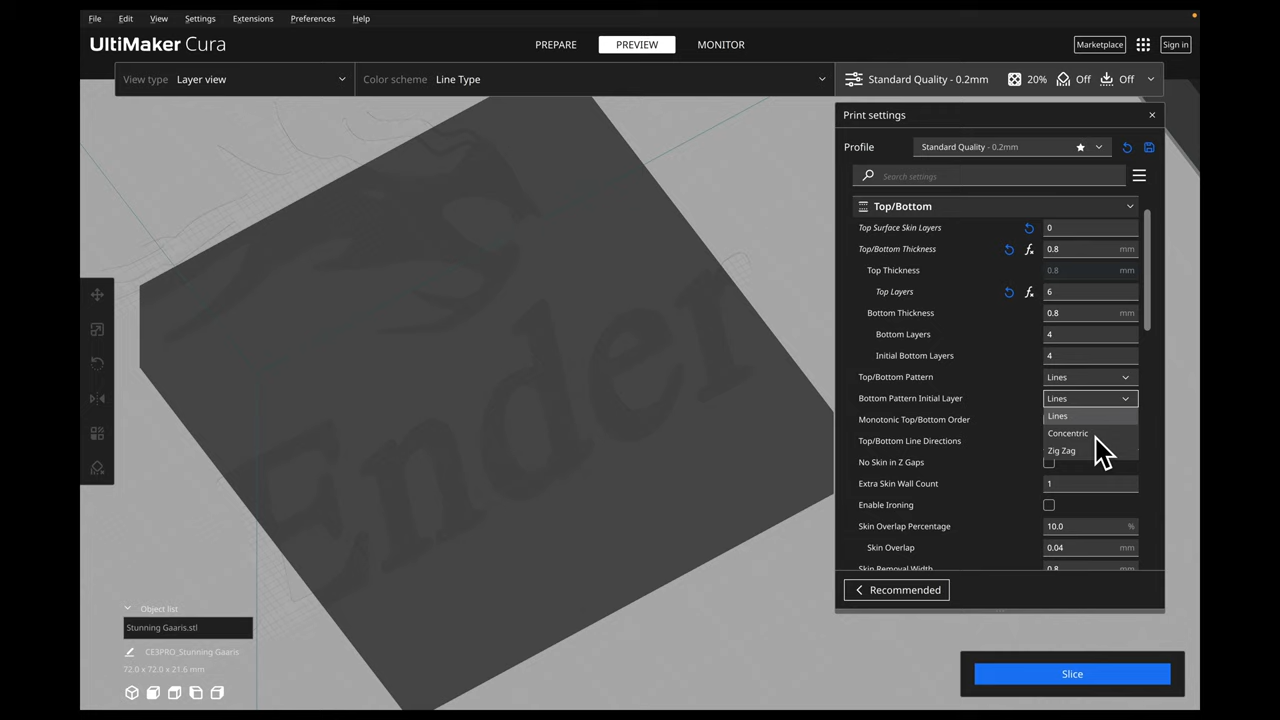 File Edit View Settings Extensions Preferences Help
UltiMaker Cura
PREPARE PREVIEW MONITOR
Marketplace Sign in
View type Layer view Color scheme Line Type Standard Quality - 0.2mm 20% Off Off
Print settings
Profile Standard Quality - 0.2mm
Search settings
Top/Bottom
Top Surface Skin Layers 0
Top/Bottom Thickness 0.8 mm
Top Thickness 0.8 mm
Top Layers 6
Bottom Thickness 0.8 mm
Bottom Layers 4
Initial Bottom Layers 4
Top/Bottom Pattern Lines
Bottom Pattern Initial Layer Lines
Lines
Monotonic Top/Bottom Order
Concentric
Top/Bottom Line Directions
Zig Zag
No Skin in Z Gaps
Extra Skin Wall Count 1
Enable Ironing
Skin Overlap Percentage 10.0 %
Skin Overlap 0.04 mm
Skin Removal Width 0.8 mm
Recommended
Ender
Object list
Stunning Gaaris.stl
CE3PRO_Stunning Gaaris
72.0 x 72.0 x 21.6 mm
Slice